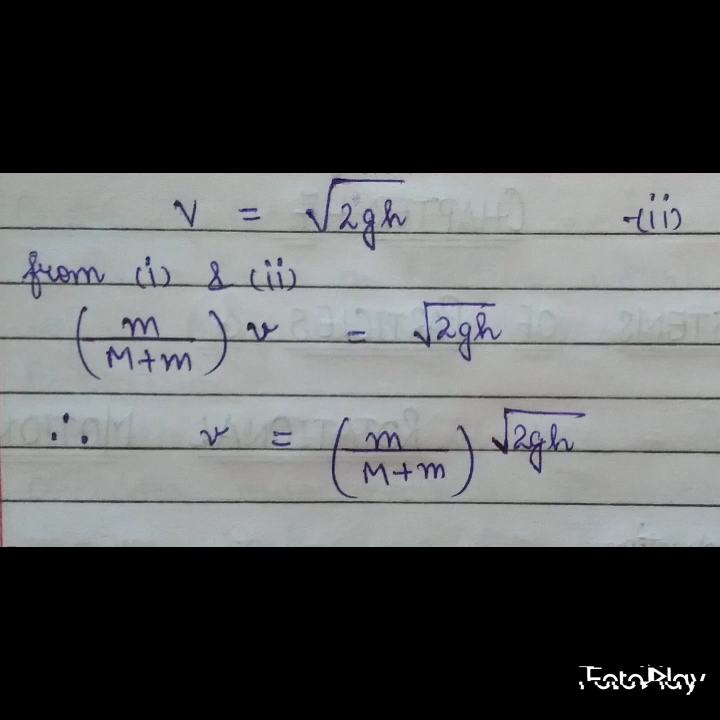 V = √2gh -(ii)
from (i) & (ii)
(m/M+m) v = √2gh
∴ v = (m/M+m) √2gh
FotoPlay